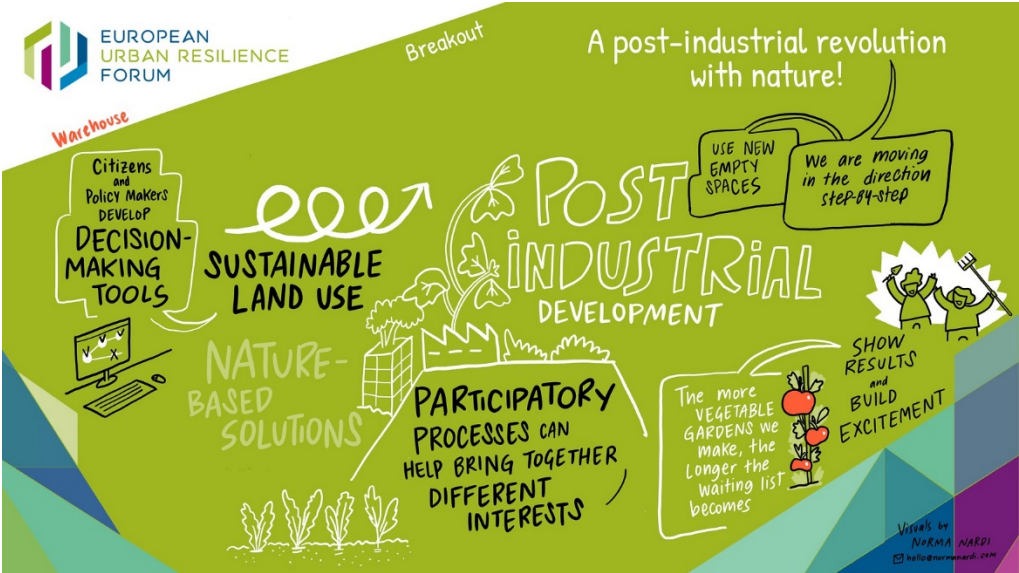 EUROPEAN
URBAN RESILIENCE
FORUM
Breakout
A post-industrial revolution
with nature!
Warehouse
Citizens
and
Policy Makers
DEVELOP
DECISION-
MAKING
TOOLS
SUSTAINABLE
LAND USE
POST
INDUSTRIAL
DEVELOPMENT
USE NEW
EMPTY
SPACES
We are moving
in the direction
step-by-step
NATURE-
BASED
SOLUTIONS
PARTICIPATORY
PROCESSES CAN
HELP BRING TOGETHER
DIFFERENT
INTERESTS
The more
VEGETABLE
GARDENS we
make, the
longer the
waiting list
becomes
SHOW
RESULTS
and
BUILD
EXCITEMENT
Visuals by
NORMA NARDI
hello@normanardi.com